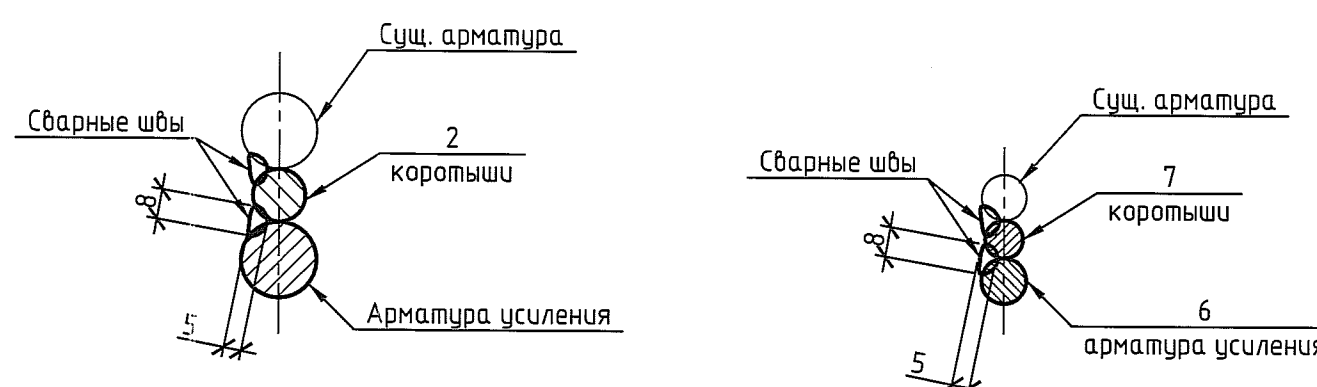 Сущ. арматура
Сварные швы
2
коротыши
8
5
Арматура усиления
Сущ. арматура
Сварные швы
7
коротыши
8
6
арматура усиления
5